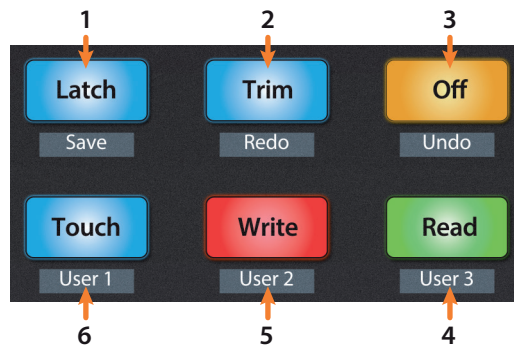 1 2 3
Latch Trim Off
Save Redo Undo
Touch Write Read
User 1 User 2 User 3
6 5 4